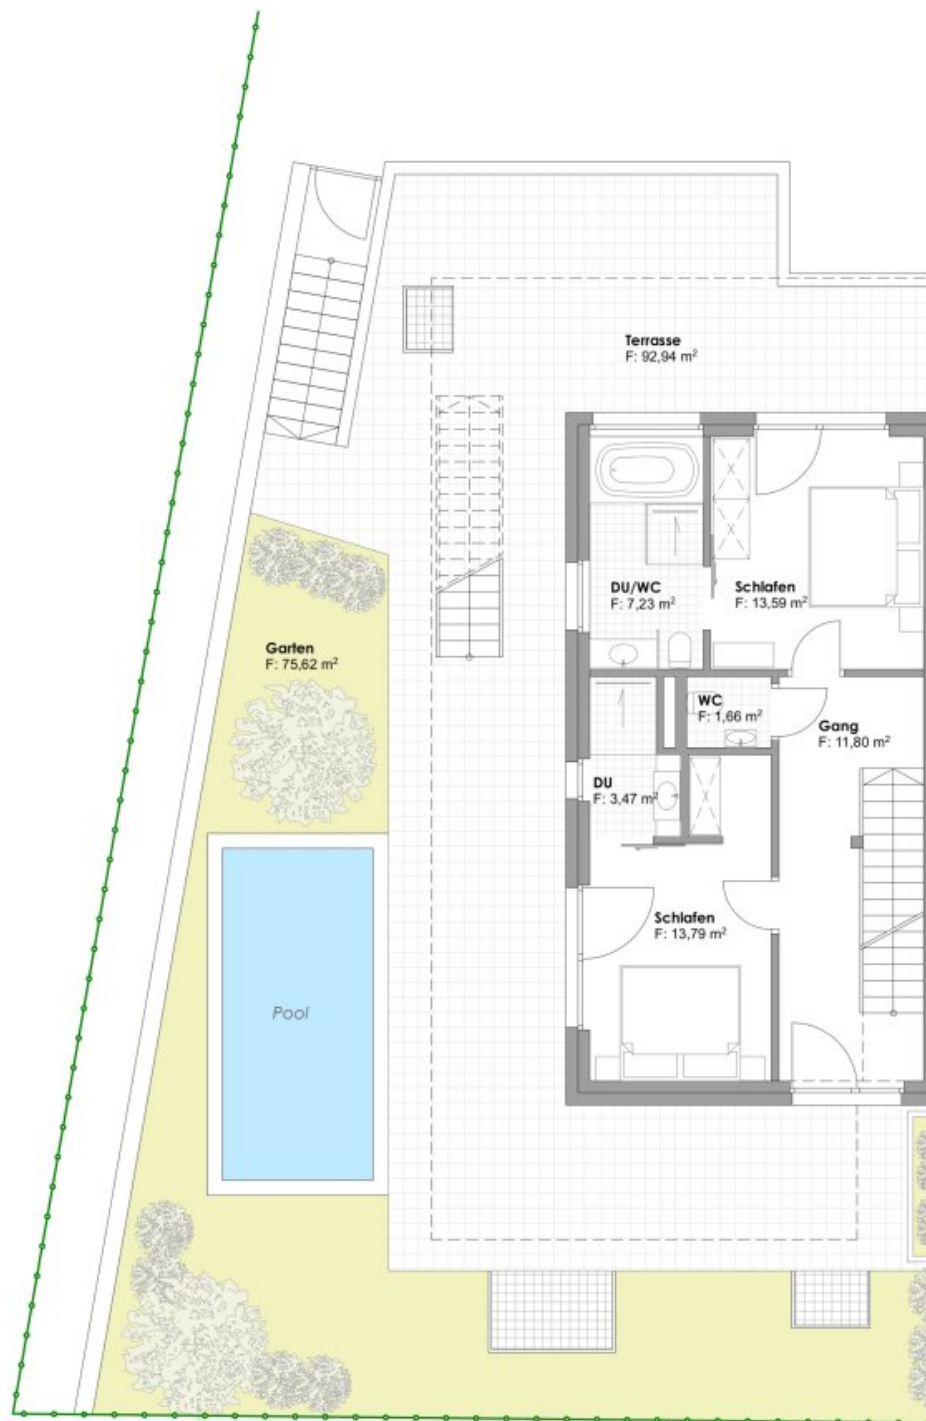 Terrasse
F: 92,94 m²
DU/WC
F: 7,23 m²
Schlafen
F: 13,59 m²
Garten
F: 75,62 m²
WC
F: 1,66 m²
Gang
F: 11,80 m²
DU
F: 3,47 m²
Schlafen
F: 13,79 m²
Pool